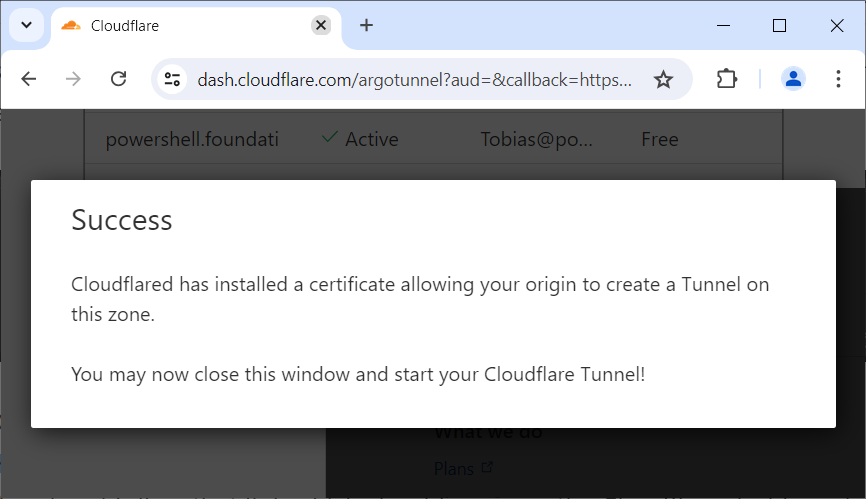 Cloudflare
dash.cloudflare.com/argotunnel?aud=&callback=https...
powershell.foundati Active Tobias@po... Free
Success
Cloudflared has installed a certificate allowing your origin to create a Tunnel on
this zone.
You may now close this window and start your Cloudflare Tunnel!
What we do
Plans